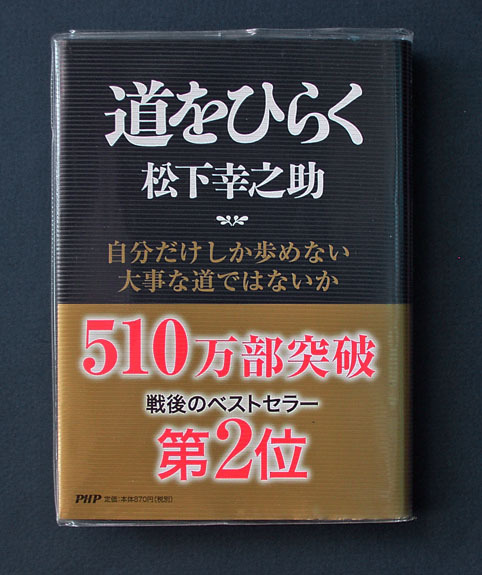 道をひらく
松下幸之助
自分だけしか歩めない
大事な道ではないか
510万部突破
戦後のベストセラー
第2位
PHP 定価:本体870円(税別)